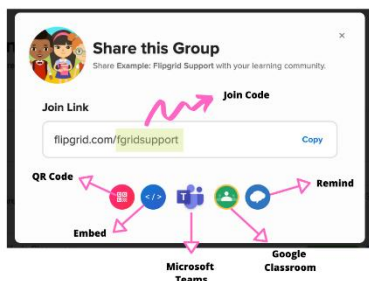 ×
Share this Group
Share Example: Flipgrid Support with your learning community.
Join Link
Join Code
flipgrid.com/fgridsupport
Copy
QR Code
Remind
Embed
Microsoft
Teams
Google
Classroom